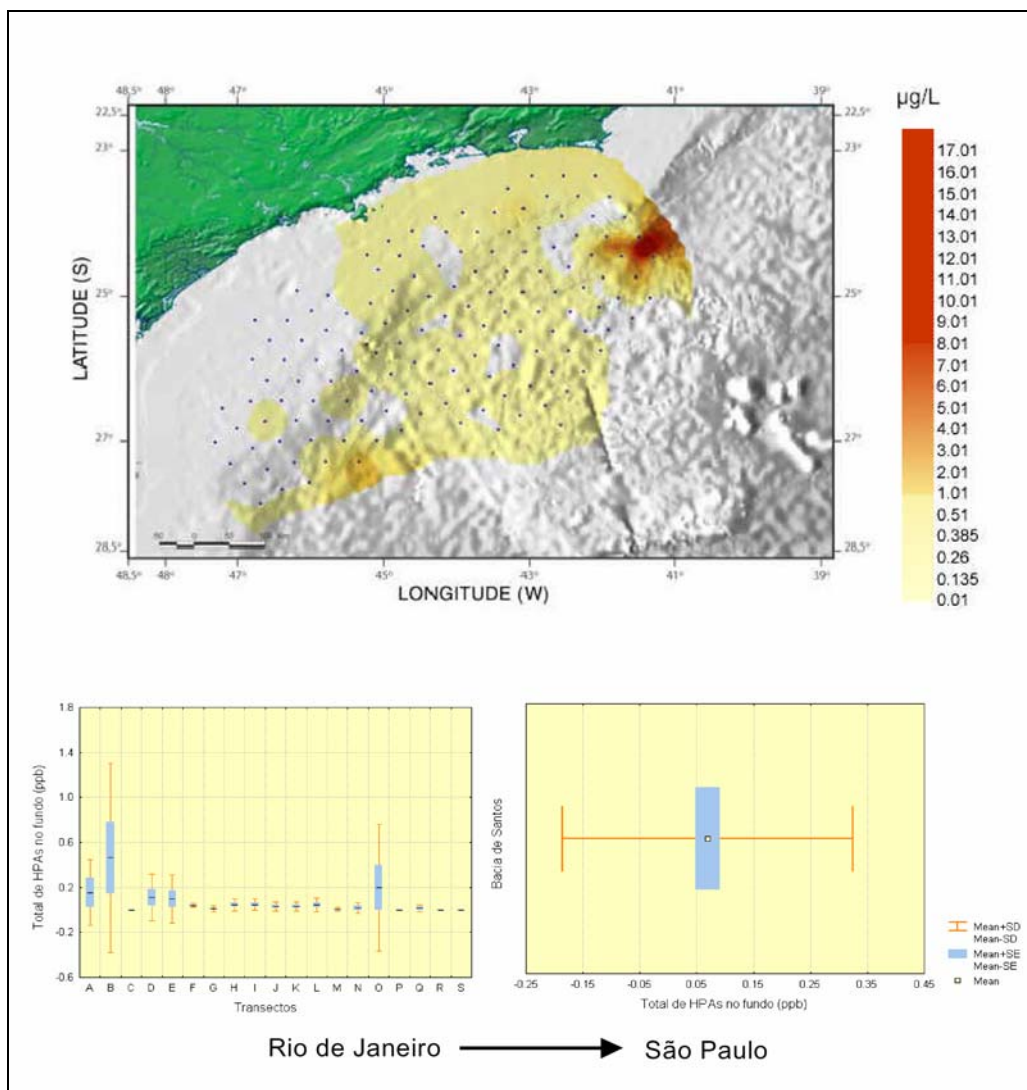 µg/L
48,5° 48° 47° 45° 43° 41° 39°
22,5°
23°
25°
27°
28,5°
22,5°
23°
25°
27°
28,5°
LATITUDE (S)
48,5° 48° 47° 45° 43° 41° 39°
LONGITUDE (W)
17.01
16.01
15.01
14.01
13.01
12.01
11.01
10.01
9.01
8.01
7.01
6.01
5.01
4.01
3.01
2.01
1.01
0.51
0.385
0.26
0.135
0.01
Total de HPAs no fundo (ppb)
1.8
1.4
1.0
0.6
0.2
-0.2
-0.6
A B C D E F G H I J K L M N O P Q R S
Transectos
Bacia de Santos
-0.25 -0.15 -0.05 0.05 0.15 0.25 0.35 0.45
Total de HPAs no fundo (ppb)
Mean+SD
Mean-SD
Mean+SE
Mean-SE
Mean
Rio de Janeiro São Paulo